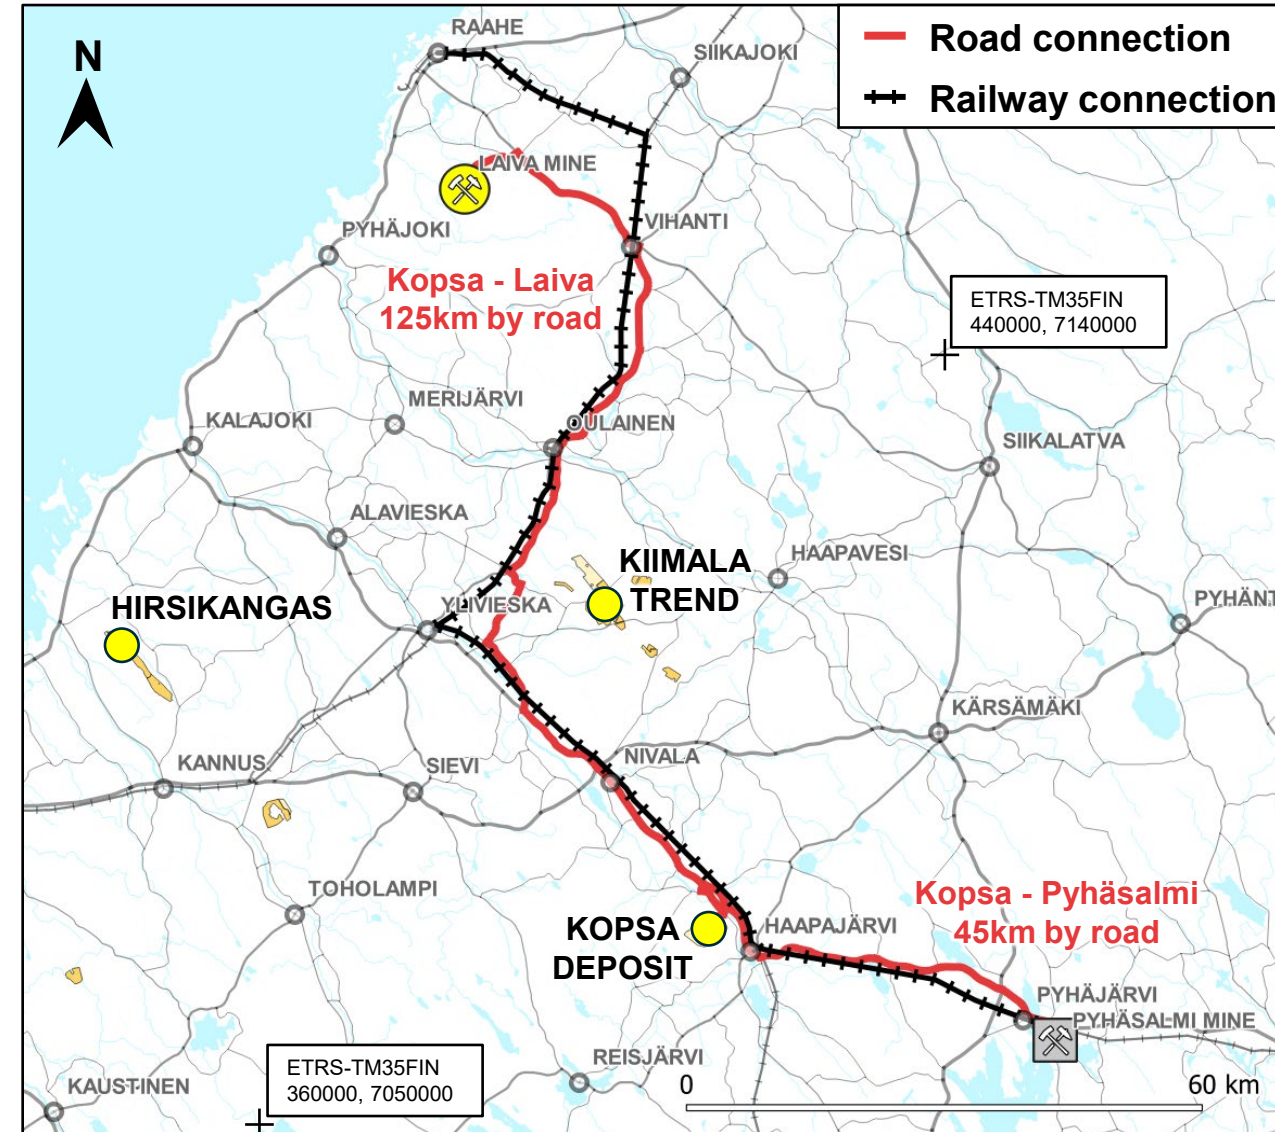 RAAHE
SIIKAJOKI
Road connection
Railway connection
N
LAIVA MINE
PYHÄJOKI
VIHANTI
Kopsa - Laiva
125km by road
ETRS-TM35FIN
440000, 7140000
MERIJÄRVI
KALAJOKI
OULAINEN
SIIKALATVA
ALAVIESKA
HAAPAVESI
KIIMALA
TREND
HIRSIKANGAS
YLIVIESKA
PYHÄNT
KÄRSÄMÄKI
KANNUS
SIEVI
NIVALA
TOHOLAMPI
Kopsa - Pyhäsalmi
45km by road
KOPSA
DEPOSIT
HAAPAJÄRVI
PYHÄJÄRVI
PYHÄSALMI MINE
ETRS-TM35FIN
360000, 7050000
REISJÄRVI
KAUSTINEN
0
60 km